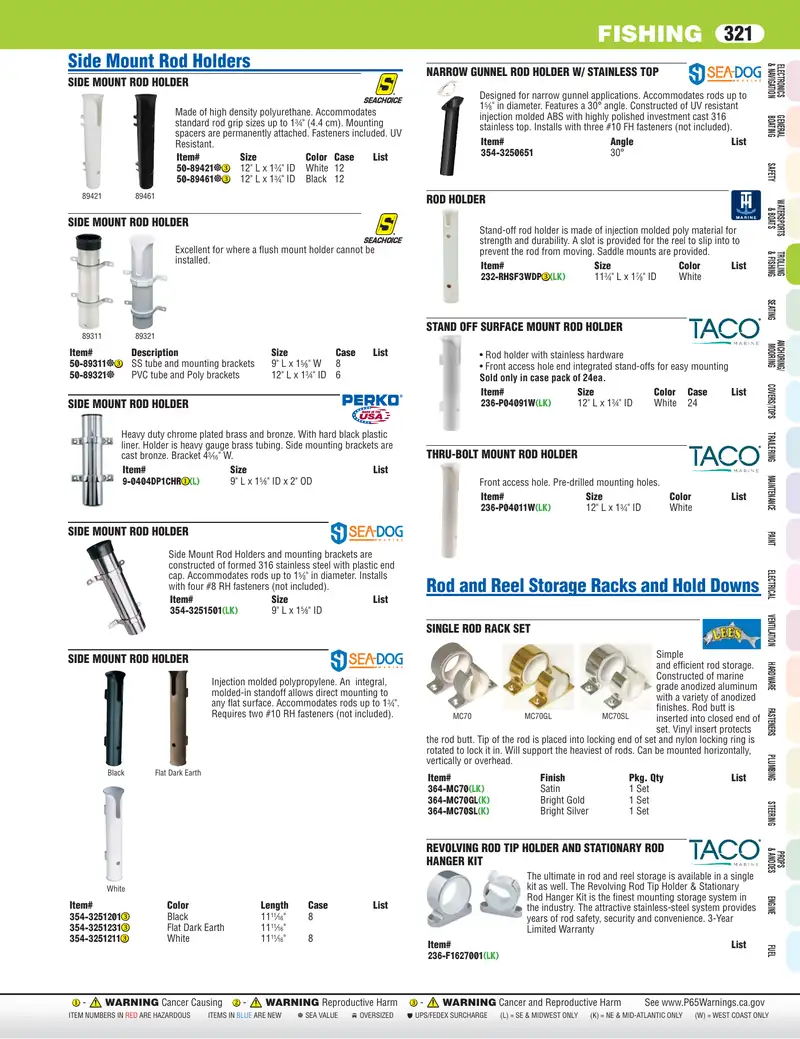 FISHING 321
Side Mount Rod Holders
SIDE MOUNT ROD HOLDER
S
SEACHOICE
Made of high density polyurethane. Accommodates
standard rod grip sizes up to 1¾" (4.4 cm). Mounting
spacers are permanently attached. Fasteners included. UV
Resistant.
Item# Size Color Case List
50-89421 3 12" L x 1¾" ID White 12
50-89461 3 12" L x 1¾" ID Black 12
89421 89461
SIDE MOUNT ROD HOLDER
S
SEACHOICE
Excellent for where a flush mount holder cannot be
installed.
89311 89321
Item# Description Size Case List
50-89311 3 SS tube and mounting brackets 9" L x 1⅝" W 8
50-89321 PVC tube and Poly brackets 12" L x 1¾" ID 6
SIDE MOUNT ROD HOLDER
PERKO®
MADE IN THE
USA
Heavy duty chrome plated brass and bronze. With hard black plastic
liner. Holder is heavy gauge brass tubing. Side mounting brackets are
cast bronze. Bracket 4⁵⁄₁₆" W.
Item# Size List
9-0404DP1CHR 1 (L) 9" L x 1⅝" ID x 2" OD
SIDE MOUNT ROD HOLDER
SEA-DOG
MARINE
Side Mount Rod Holders and mounting brackets are
constructed of formed 316 stainless steel with plastic end
cap. Accommodates rods up to 1⅝" in diameter. Installs
with four #8 RH fasteners (not included).
Item# Size List
354-3251501(LK) 9" L x 1⅝" ID
SIDE MOUNT ROD HOLDER
SEA-DOG
MARINE
Injection molded polypropylene. An integral,
molded-in standoff allows direct mounting to
any flat surface. Accommodates rods up to 1¾".
Requires two #10 RH fasteners (not included).
Black Flat Dark Earth
White
Item# Color Length Case List
354-3251201 3 Black 11¹¹⁄₁₆" 8
354-3251231 3 Flat Dark Earth 11¹¹⁄₁₆"
354-3251211 3 White 11¹¹⁄₁₆" 8
NARROW GUNNEL ROD HOLDER W/ STAINLESS TOP
SEA-DOG
MARINE
Designed for narrow gunnel applications. Accommodates rods up to
1⅝" in diameter. Features a 30° angle. Constructed of UV resistant
injection molded ABS with highly polished investment cast 316
stainless top. Installs with three #10 FH fasteners (not included).
Item# Angle List
354-3250651 30°
ROD HOLDER
TH
MARINE
Stand-off rod holder is made of injection molded poly material for
strength and durability. A slot is provided for the reel to slip into to
prevent the rod from moving. Saddle mounts are provided.
Item# Size Color List
232-RHSF3WDP 3 (LK) 11¾" L x 1⅞" ID White
STAND OFF SURFACE MOUNT ROD HOLDER
TACO®
MARINE
• Rod holder with stainless hardware
• Front access hole end integrated stand-offs for easy mounting
Sold only in case pack of 24ea.
Item# Size Color Case List
236-P04091W(LK) 12" L x 1¾" ID White 24
THRU-BOLT MOUNT ROD HOLDER
TACO®
MARINE
Front access hole. Pre-drilled mounting holes.
Item# Size Color List
236-P04011W(LK) 12" L x 1¾" ID White
Rod and Reel Storage Racks and Hold Downs
SINGLE ROD RACK SET
LEE'S
MC70 MC70GL MC70SL
Simple
and efficient rod storage.
Constructed of marine
grade anodized aluminum
with a variety of anodized
finishes. Rod butt is
inserted into closed end of
set. Vinyl insert protects
the rod butt. Tip of the rod is placed into locking end of set and nylon locking ring is
rotated to lock it in. Will support the heaviest of rods. Can be mounted horizontally,
vertically or overhead.
Item# Finish Pkg. Qty List
364-MC70(LK) Satin 1 Set
364-MC70GL(K) Bright Gold 1 Set
364-MC70SL(K) Bright Silver 1 Set
REVOLVING ROD TIP HOLDER AND STATIONARY ROD
HANGER KIT
TACO®
MARINE
The ultimate in rod and reel storage is available in a single
kit as well. The Revolving Rod Tip Holder & Stationary
Rod Hanger Kit is the finest mounting storage system in
the industry. The attractive stainless-steel system provides
years of rod safety, security and convenience. 3-Year
Limited Warranty
Item# List
236-F1627001(LK)
ELECTRONICS
& NAVIGATION
GENERAL
BOATING
SAFETY
WATERSPORTS
& BOATS
TROLLING
& FISHING
SEATING
ANCHORING/
MOORING
COVERS/TOPS
TRAILERING
MAINTENANCE
PAINT
ELECTRICAL
VENTILATION
HARDWARE
FASTENERS
PLUMBING
STEERING
PROPS
& ANODES
ENGINE
FUEL
1 - WARNING Cancer Causing 2 - WARNING Reproductive Harm 3 - WARNING Cancer and Reproductive Harm See www.P65Warnings.ca.gov
ITEM NUMBERS IN RED ARE HAZARDOUS ITEMS IN BLUE ARE NEW SEA VALUE OVERSIZED UPS/FEDEX SURCHARGE (L) = SE & MIDWEST ONLY (K) = NE & MID-ATLANTIC ONLY (W) = WEST COAST ONLY